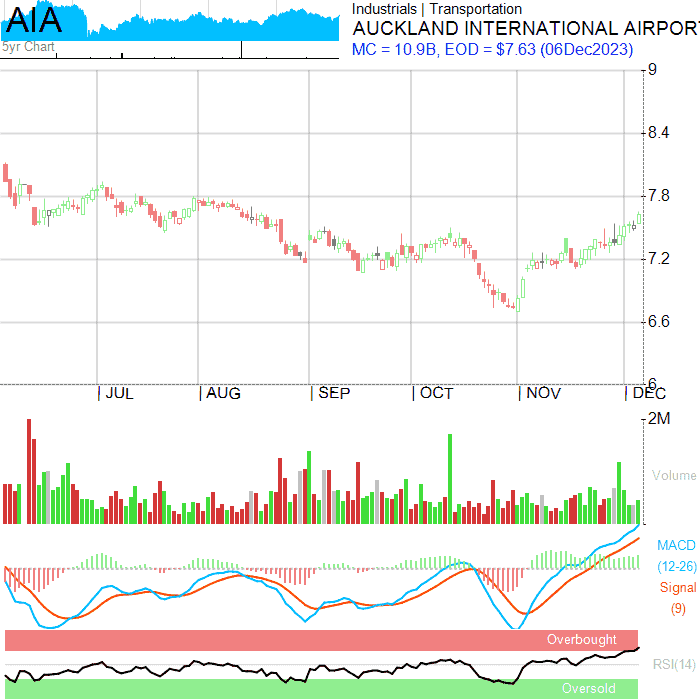 AIA
5yr Chart
Industrials | Transportation
AUCKLAND INTERNATIONAL AIRPOR
MC = 10.9B, EOD = $7.63 (06Dec2023)
9
8.4
7.8
7.2
6.6
6
| JUL | AUG | SEP | OCT | NOV | DEC
2M
Volume
MACD
(12-26)
Signal
(9)
Overbought
RSI(14)
Oversold